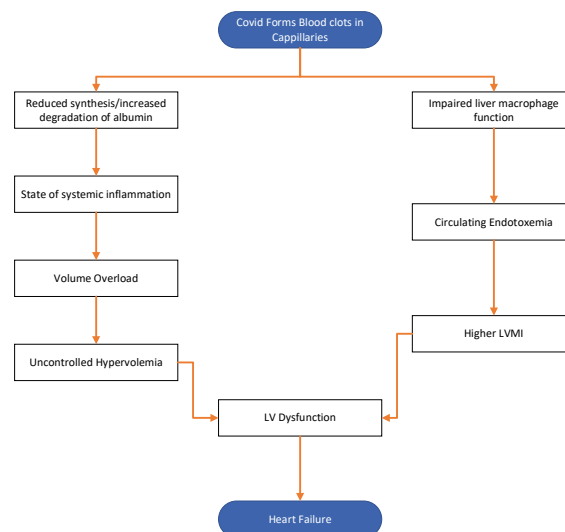 Covid Forms Blood clots in
Cappillaries
Reduced synthesis/increased
degradation of albumin
Impaired liver macrophage
function
State of systemic inflammation
Circulating Endotoxemia
Volume Overload
Higher LVMI
Uncontrolled Hypervolemia
LV Dysfunction
Heart Failure